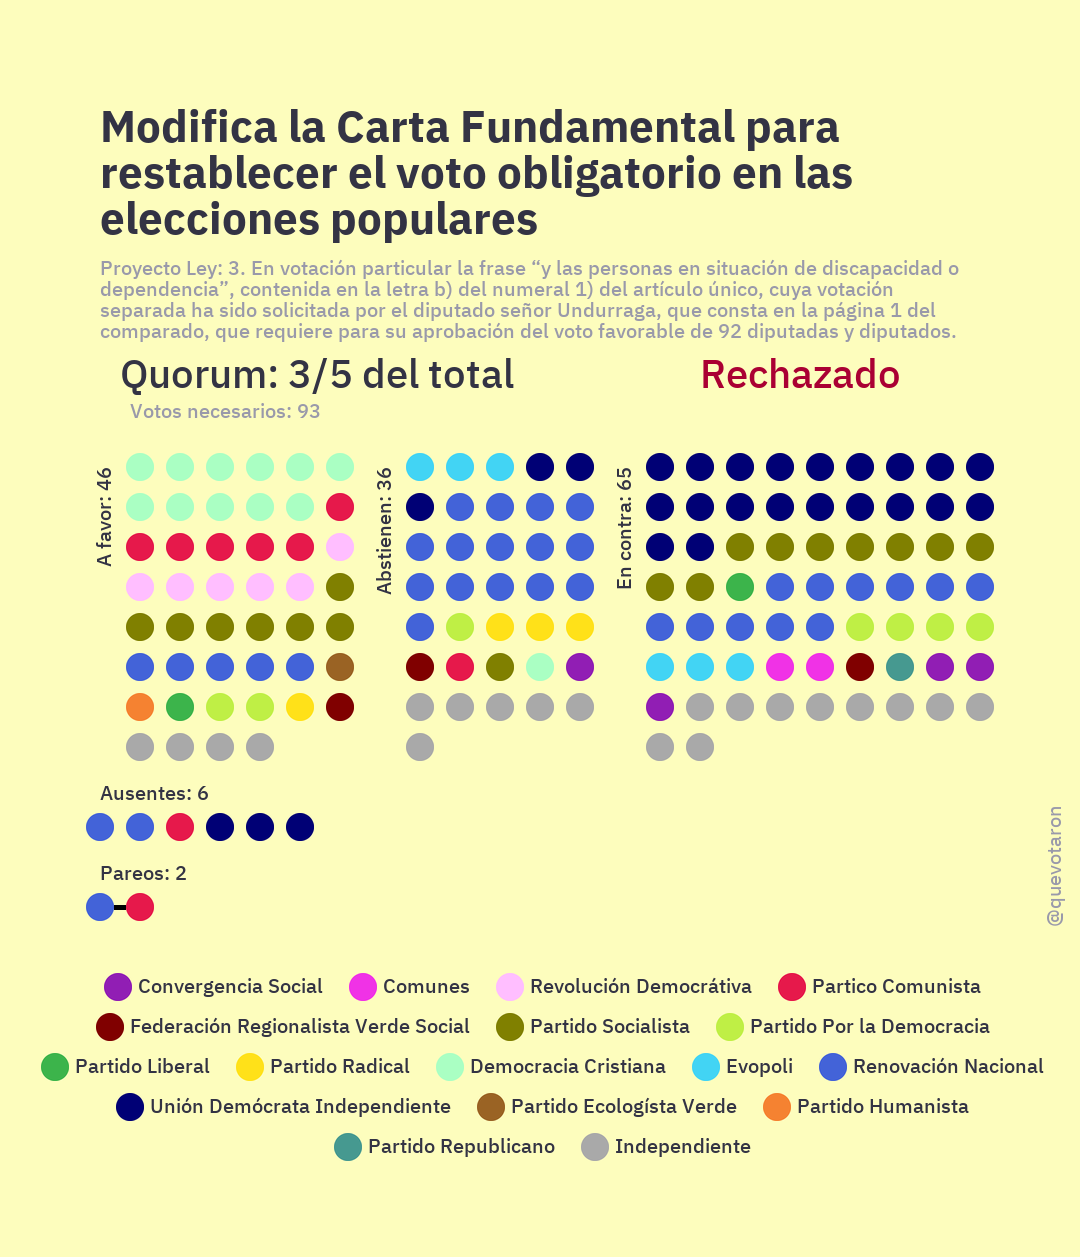 Modifica la Carta Fundamental para
restablecer el voto obligatorio en las
elecciones populares
Proyecto Ley: 3. En votación particular la frase “y las personas en situación de discapacidad o
dependencia”, contenida en la letra b) del numeral 1) del artículo único, cuya votación
separada ha sido solicitada por el diputado señor Undurraga, que consta en la página 1 del
comparado, que requiere para su aprobación del voto favorable de 92 diputadas y diputados.
Quorum: 3/5 del total
Rechazado
Votos necesarios: 93
A favor: 46
Abstienen: 36
En contra: 65
Ausentes: 6
Pareos: 2
@quevotaron
Convergencia Social
Comunes
Revolución Democrátiva
Partico Comunista
Federación Regionalista Verde Social
Partido Socialista
Partido Por la Democracia
Partido Liberal
Partido Radical
Democracia Cristiana
Evopoli
Renovación Nacional
Unión Demócrata Independiente
Partido Ecologísta Verde
Partido Humanista
Partido Republicano
Independiente